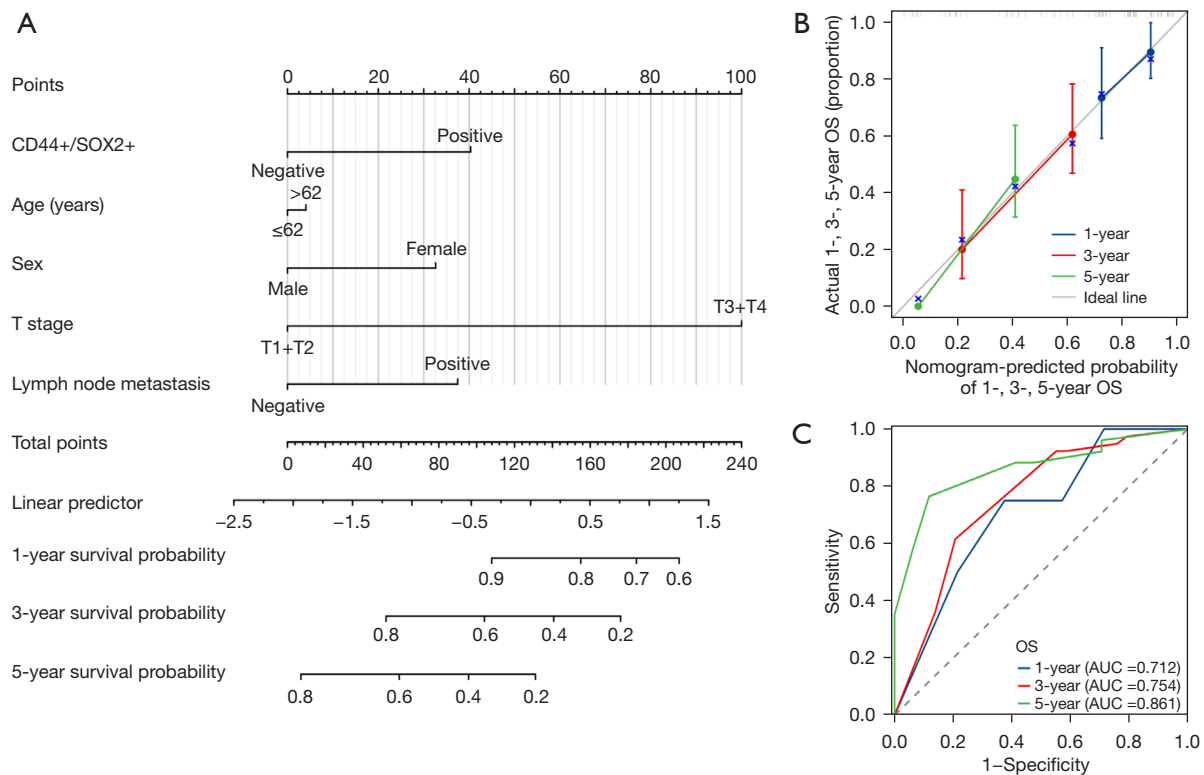 A
Points
0 20 40 60 80 100
CD44+/SOX2+
Positive
Negative
Age (years)
>62
≤62
Sex
Female
Male
T stage
T3+T4
T1+T2
Lymph node metastasis
Positive
Negative
Total points
0 40 80 120 160 200 240
Linear predictor
−2.5 −1.5 −0.5 0.5 1.5
1-year survival probability
0.9 0.8 0.7 0.6
3-year survival probability
0.8 0.6 0.4 0.2
5-year survival probability
0.8 0.6 0.4 0.2
B
Actual 1-, 3-, 5-year OS (proportion)
1.0
0.8
0.6
0.4
0.2
0.0
1-year
3-year
5-year
Ideal line
0.0 0.2 0.4 0.6 0.8 1.0
Nomogram-predicted probability
of 1-, 3-, 5-year OS
C
Sensitivity
1.0
0.8
0.6
0.4
0.2
0.0
OS
1-year (AUC =0.712)
3-year (AUC =0.754)
5-year (AUC =0.861)
0.0 0.2 0.4 0.6 0.8 1.0
1−Specificity